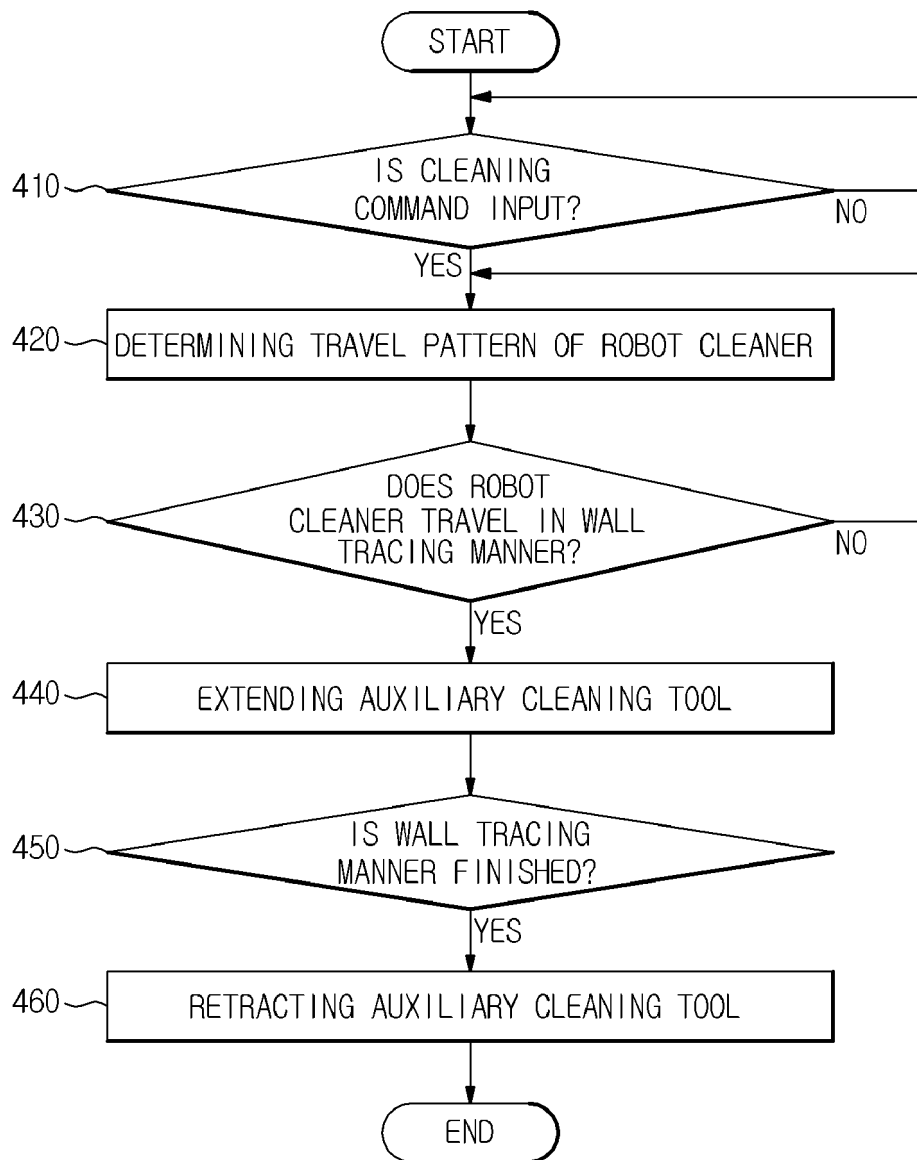 START
410
IS CLEANING
COMMAND INPUT?
NO
YES
420
DETERMINING TRAVEL PATTERN OF ROBOT CLEANER
430
DOES ROBOT
CLEANER TRAVEL IN WALL
TRACING MANNER?
NO
YES
440
EXTENDING AUXILIARY CLEANING TOOL
450
IS WALL TRACING
MANNER FINISHED?
YES
460
RETRACTING AUXILIARY CLEANING TOOL
END